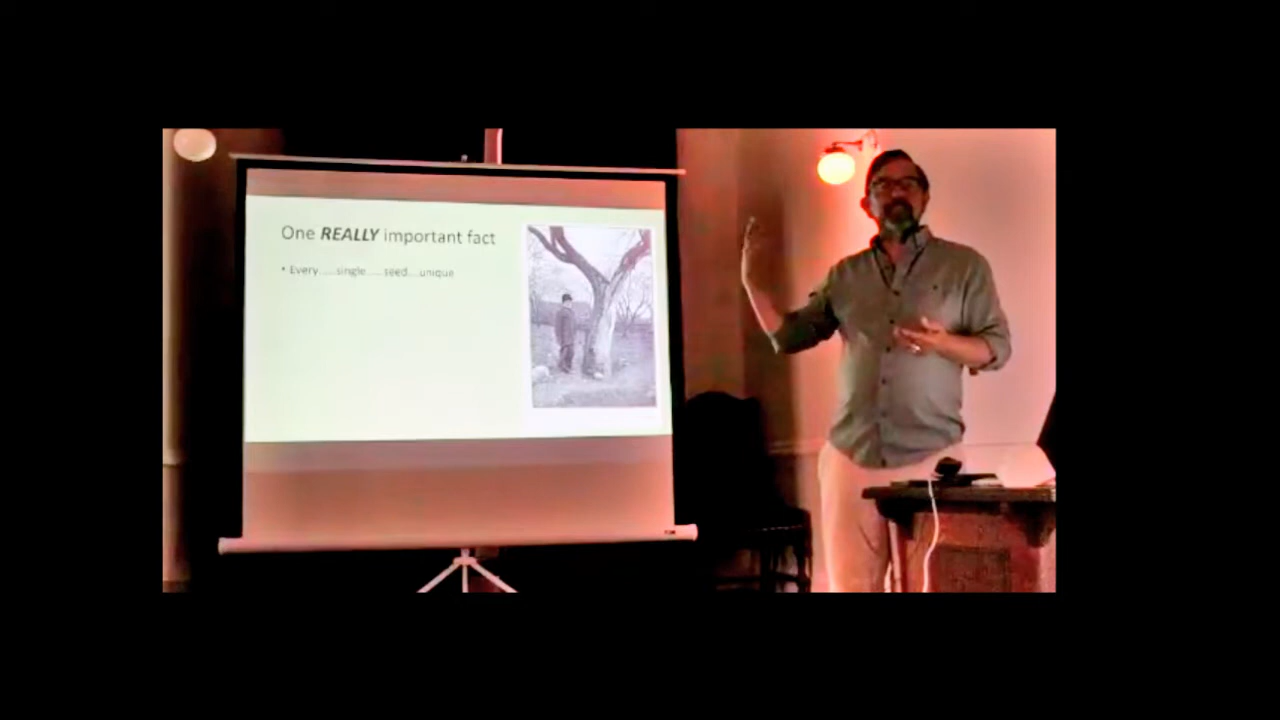 One REALLY important fact
• Every.....single.....seed...unique